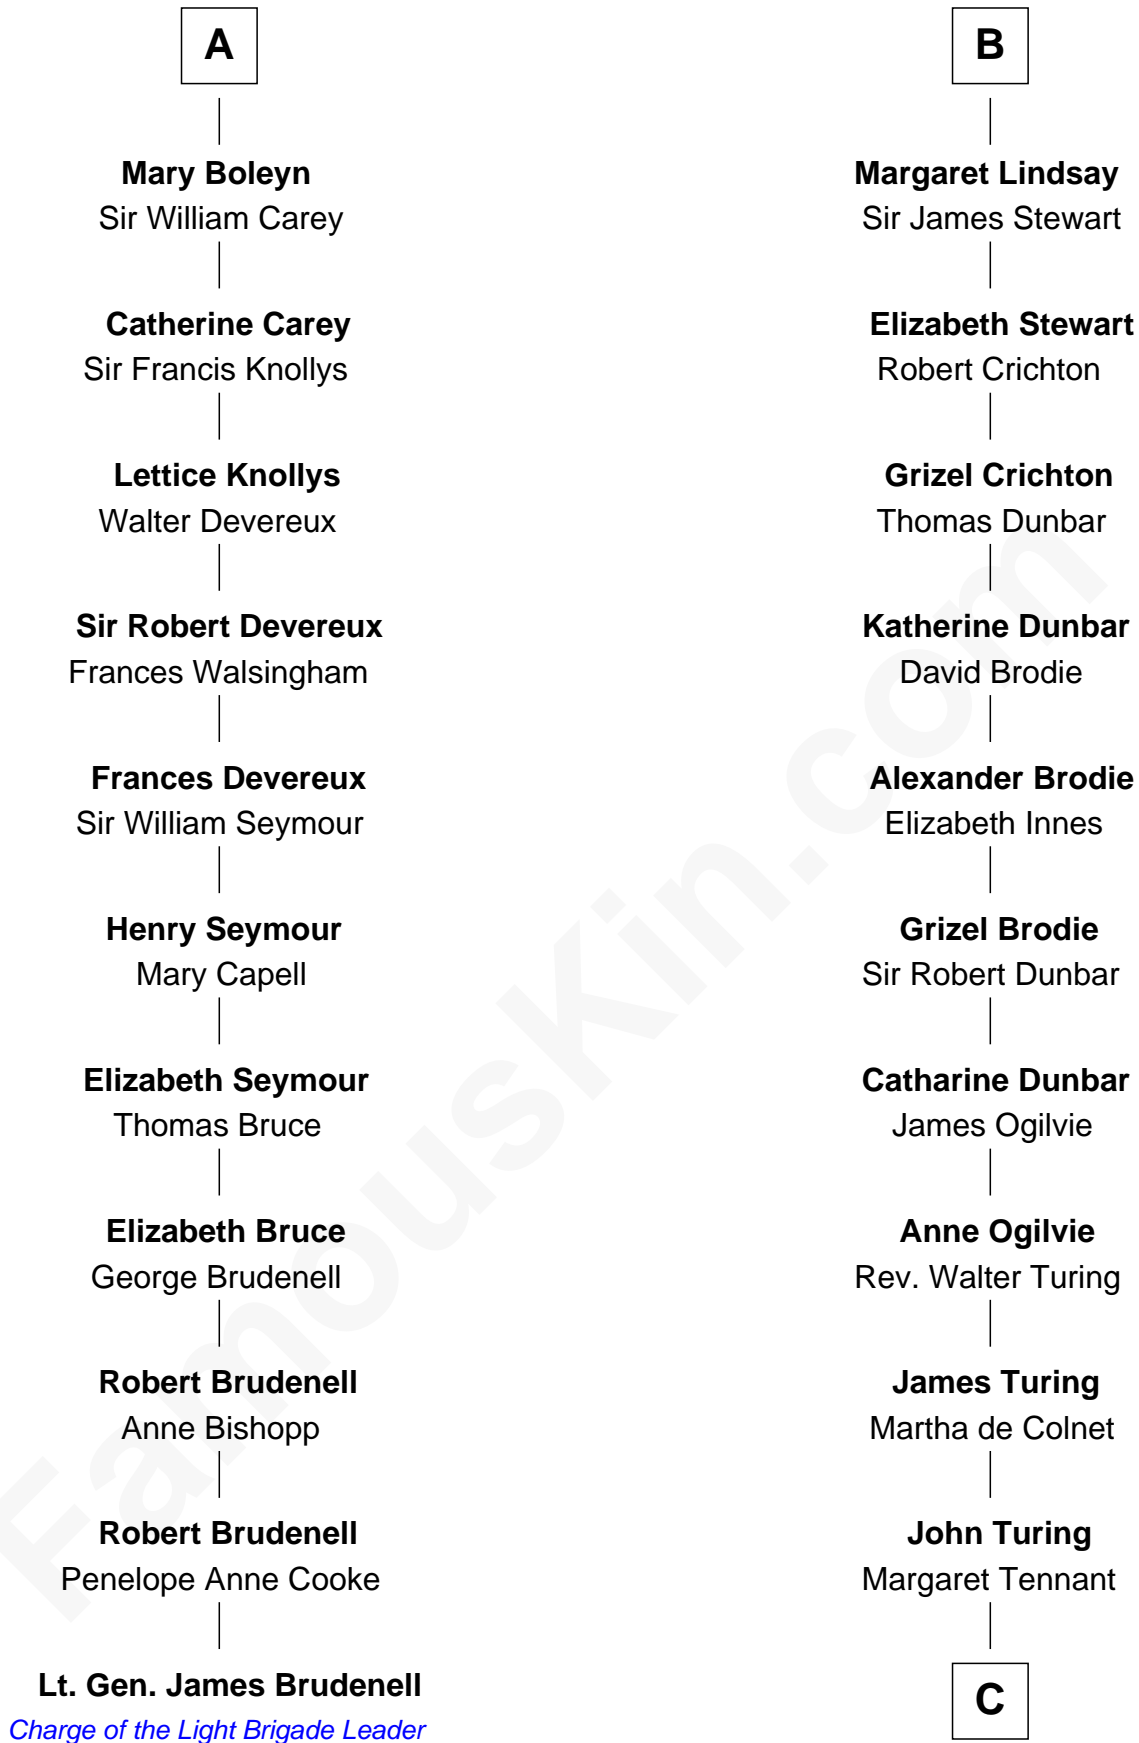 A
Mary Boleyn
Sir William Carey
Catherine Carey
Sir Francis Knollys
Lettice Knollys
Walter Devereux
Sir Robert Devereux
Frances Walsingham
Frances Devereux
Sir William Seymour
Henry Seymour
Mary Capell
Elizabeth Seymour
Thomas Bruce
Elizabeth Bruce
George Brudenell
Robert Brudenell
Anne Bishopp
Robert Brudenell
Penelope Anne Cooke
Lt. Gen. James Brudenell
Charge of the Light Brigade Leader
B
Margaret Lindsay
Sir James Stewart
Elizabeth Stewart
Robert Crichton
Grizel Crichton
Thomas Dunbar
Katherine Dunbar
David Brodie
Alexander Brodie
Elizabeth Innes
Grizel Brodie
Sir Robert Dunbar
Catharine Dunbar
James Ogilvie
Anne Ogilvie
Rev. Walter Turing
James Turing
Martha de Colnet
John Turing
Margaret Tennant
C
FamousKin.com